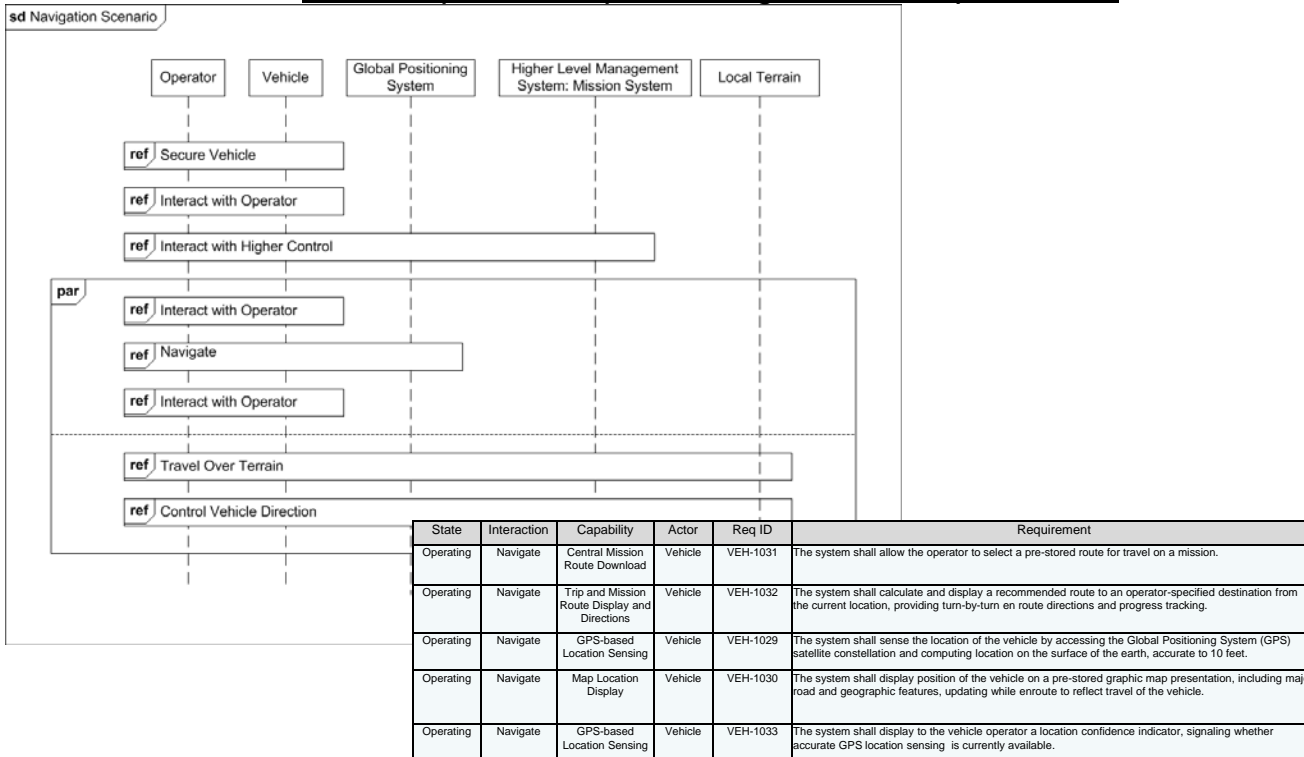 sd Navigation Scenario
Operator
Vehicle
Global Positioning
System
Higher Level Management
System: Mission System
Local Terrain
ref Secure Vehicle
ref Interact with Operator
ref Interact with Higher Control
par
ref Interact with Operator
ref Navigate
ref Interact with Operator
ref Travel Over Terrain
ref Control Vehicle Direction
State Interaction Capability Actor Req ID Requirement
Operating Navigate Central Mission Vehicle VEH-1031 The system shall allow the operator to select a pre-stored route for travel on a mission.
Route Download
Operating Navigate Trip and Mission Vehicle VEH-1032 The system shall calculate and display a recommended route to an operator-specified destination from
Route Display and the current location, providing turn-by-turn en route directions and progress tracking.
Directions
Operating Navigate GPS-based Vehicle VEH-1029 The system shall sense the location of the vehicle by accessing the Global Positioning System (GPS)
Location Sensing satellite constellation and computing location on the surface of the earth, accurate to 10 feet.
Operating Navigate Map Location Vehicle VEH-1030 The system shall display position of the vehicle on a pre-stored graphic map presentation, including
Display road and geographic features, updating while enroute to reflect travel of the vehicle.
Operating Navigate GPS-based Vehicle VEH-1033 The system shall display to the vehicle operator a location confidence indicator, signaling whether
Location Sensing accurate GPS location sensing is currently available.